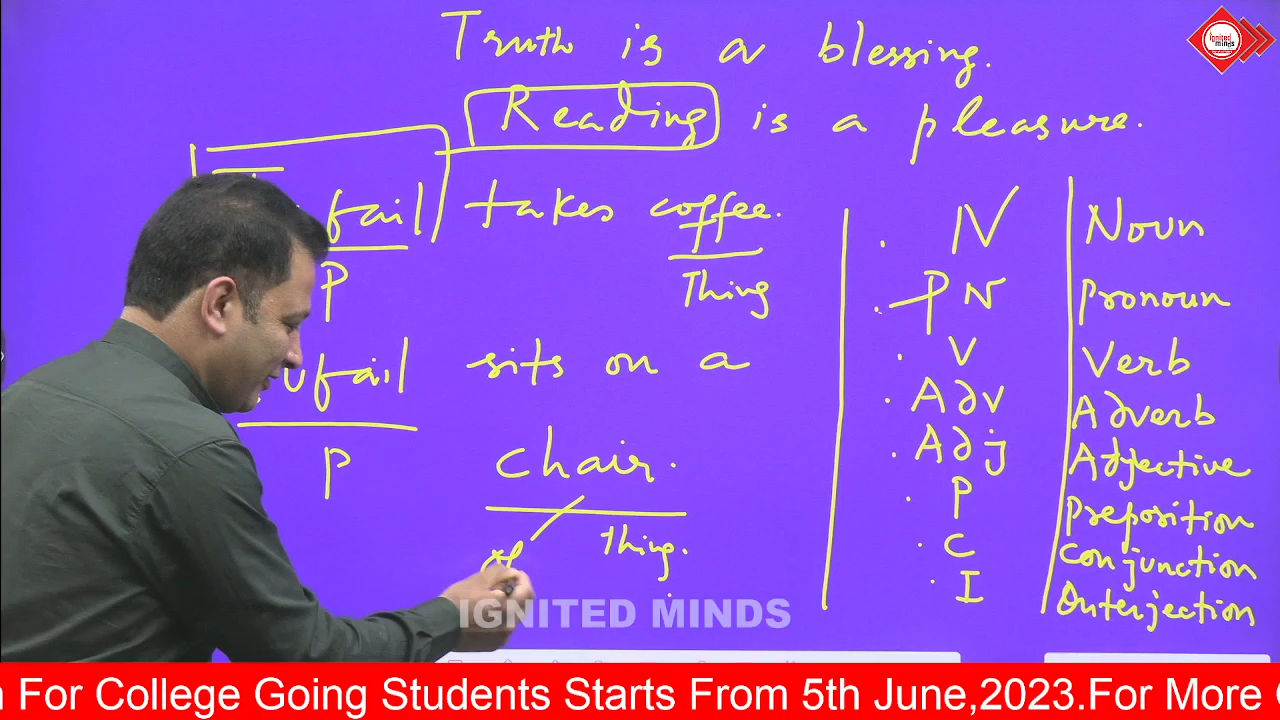 Truth is a blessing.
Reading is a pleasure.
fail takes coffee.
P
Thing
ufail sits on a
P
chair.
thing.
N Noun
PN pronoun
V Verb
Adv Adverb
Adj Adjective
P preposition
C conjunction
I Interjection
ignited minds
IGNITED MINDS
For College Going Students Starts From 5th June,2023.For More